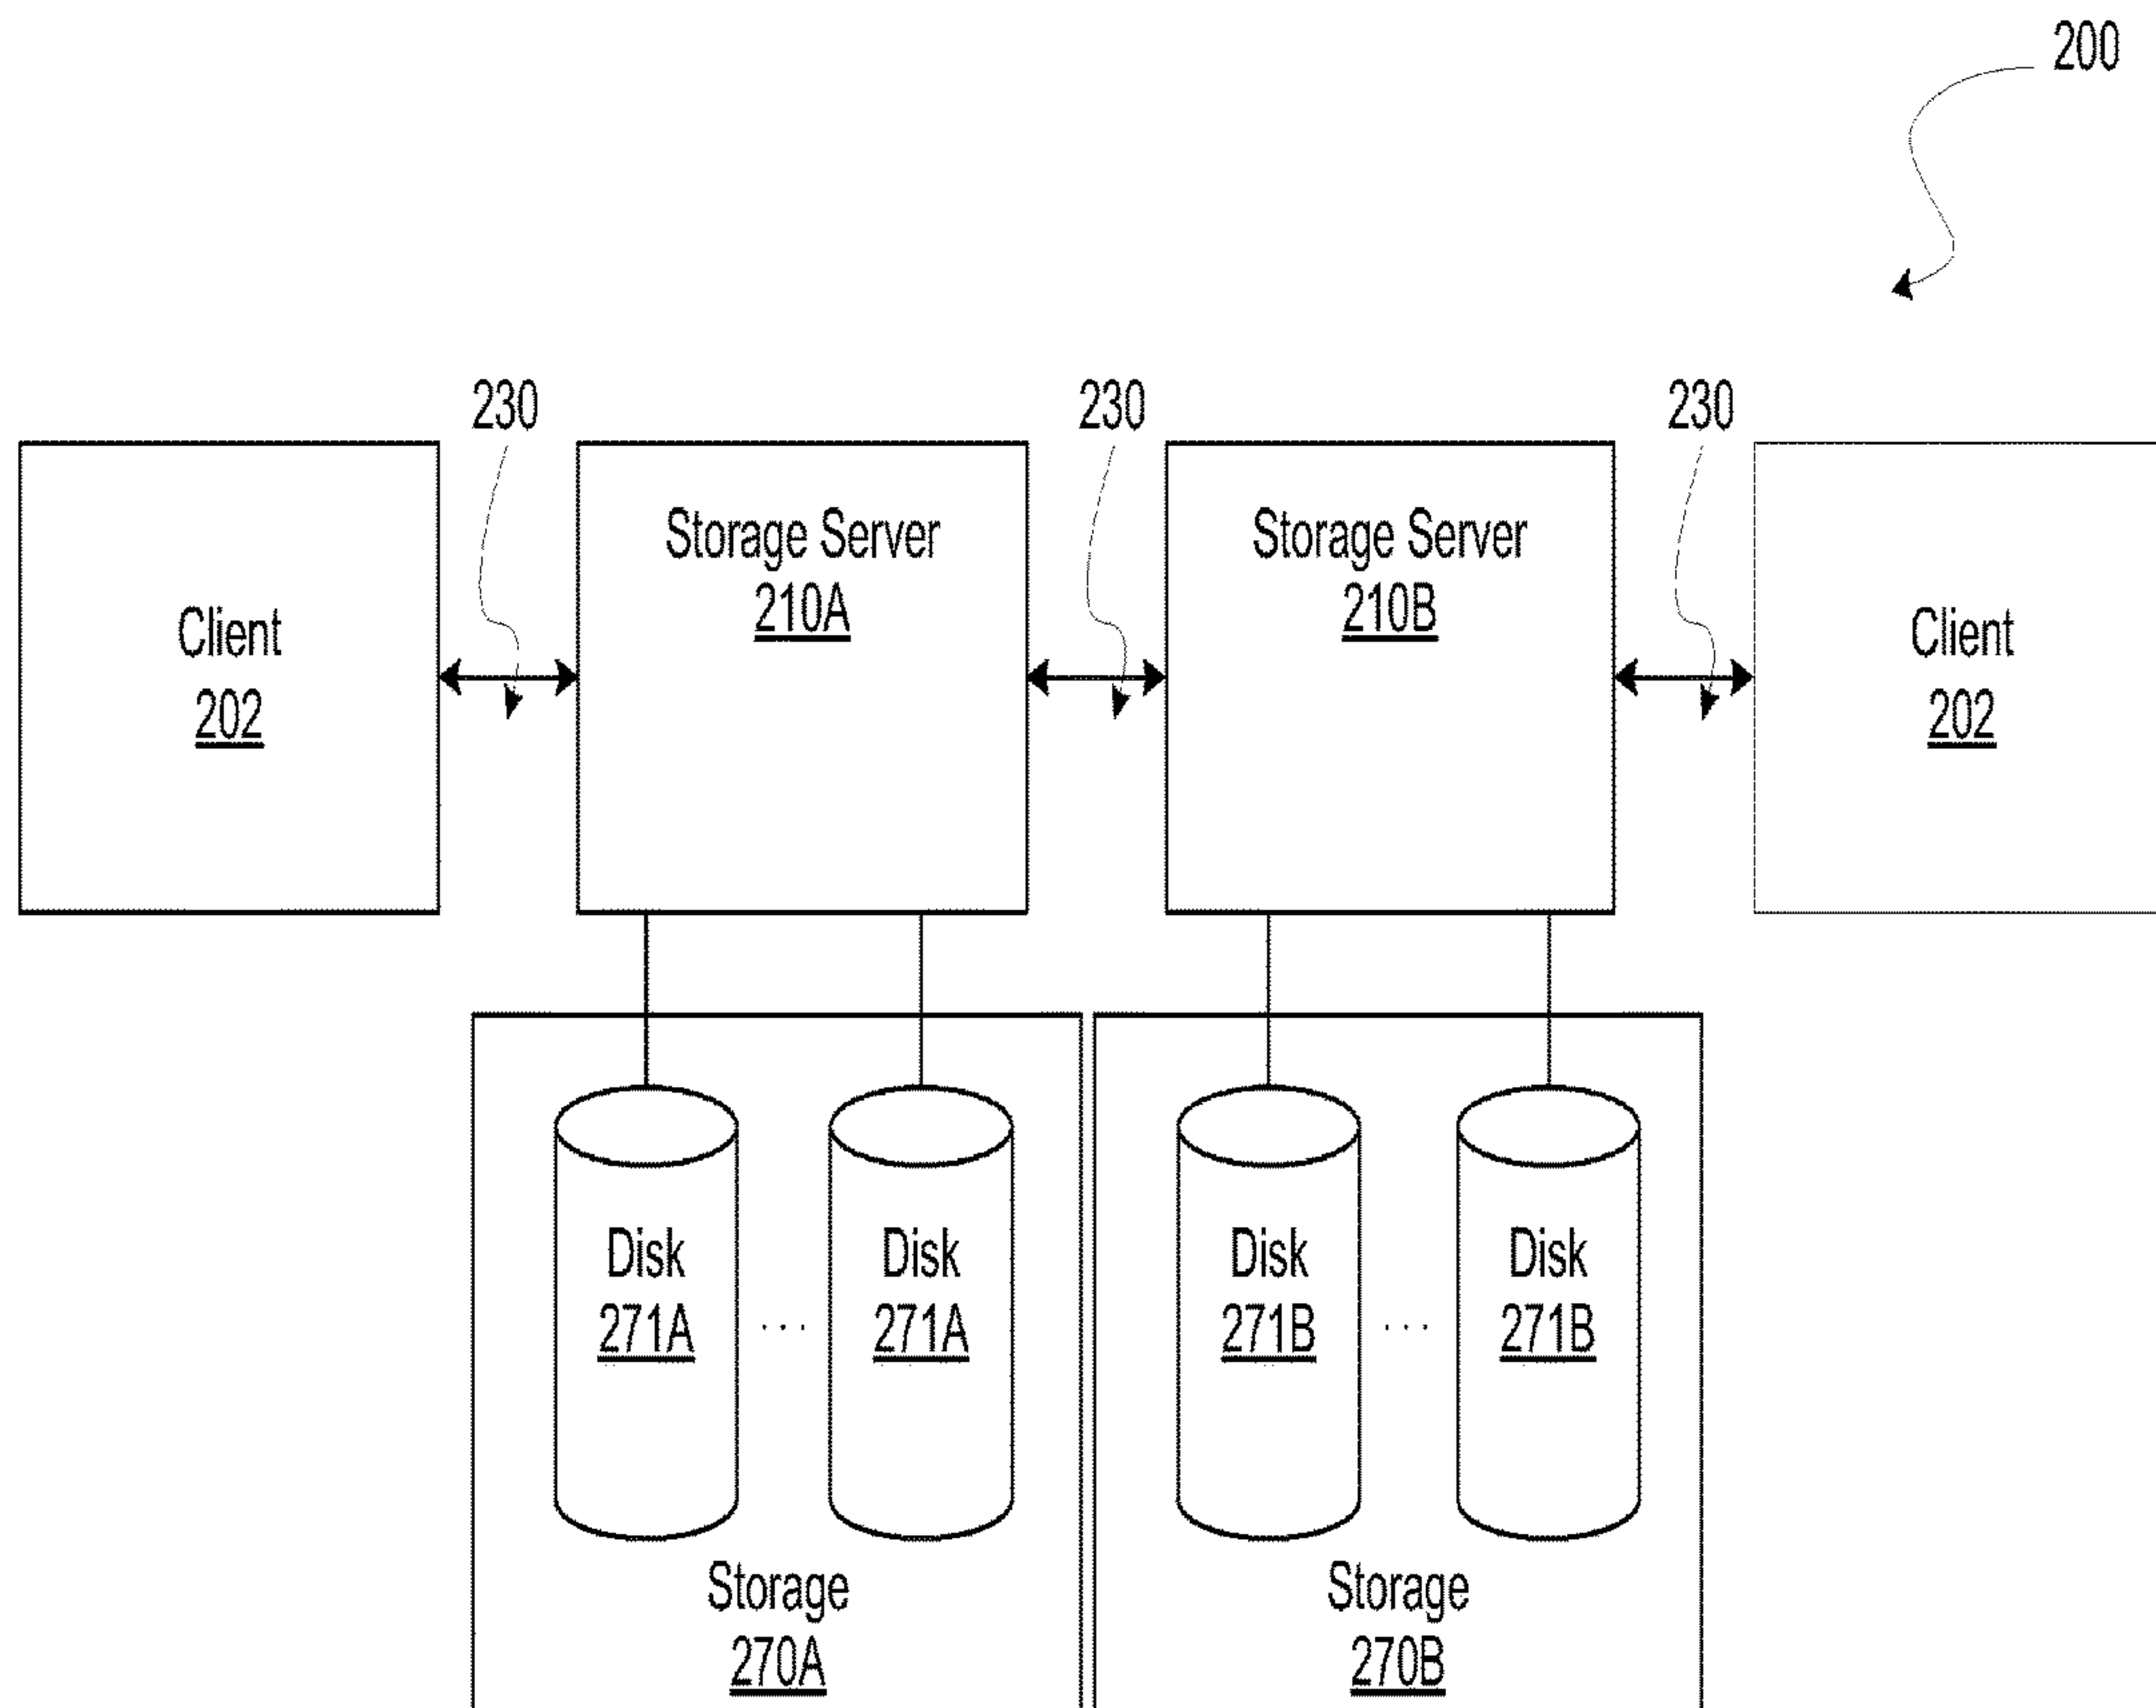 200
230
230
230
Client
202
Storage Server
210A
Storage Server
210B
Client
202
Disk
271A
...
Disk
271A
Disk
271B
...
Disk
271B
Storage
270A
Storage
270B